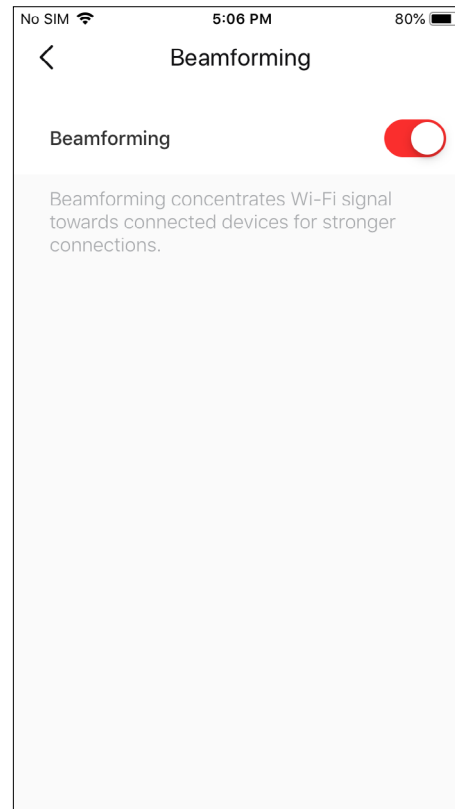 No SIM 5:06 PM 80%
Beamforming
Beamforming
Beamforming concentrates Wi-Fi signal
towards connected devices for stronger
connections.